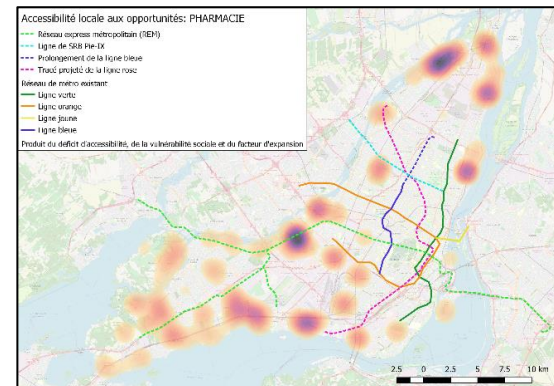 Accessibilité locale aux opportunités: PHARMACIE
Réseau express métropolitain (REM)
Ligne de SRB Pie-IX
Prolongement de la ligne bleue
Tracé projeté de la ligne rose
Réseau de métro existant
Ligne verte
Ligne orange
Ligne jaune
Ligne bleue
Produit du deficit d'accessibilité, de la vulnérabilité sociale et du facteur d'expansion
2.5 0 2.5 5 7.5 10 km